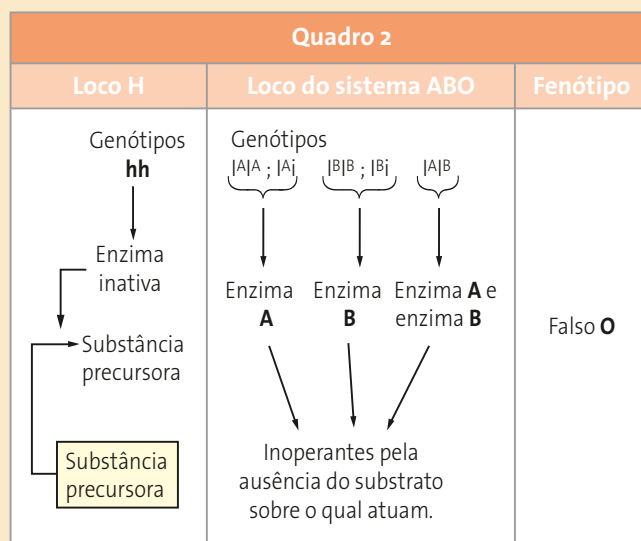 Quadro 2
Loco H
Loco do sistema ABO
Fenótipo
Genótipos
hh
Enzima
inativa
Substância
precursora
Substância
precursora
Genótipos
IᴬIᴬ ; Iᴬi
IᴮIᴮ ; Iᴮi
IᴬIᴮ
Enzima
A
Enzima
B
Enzima A e
enzima B
Inoperantes pela
ausência do substrato
sobre o qual atuam.
Falso O